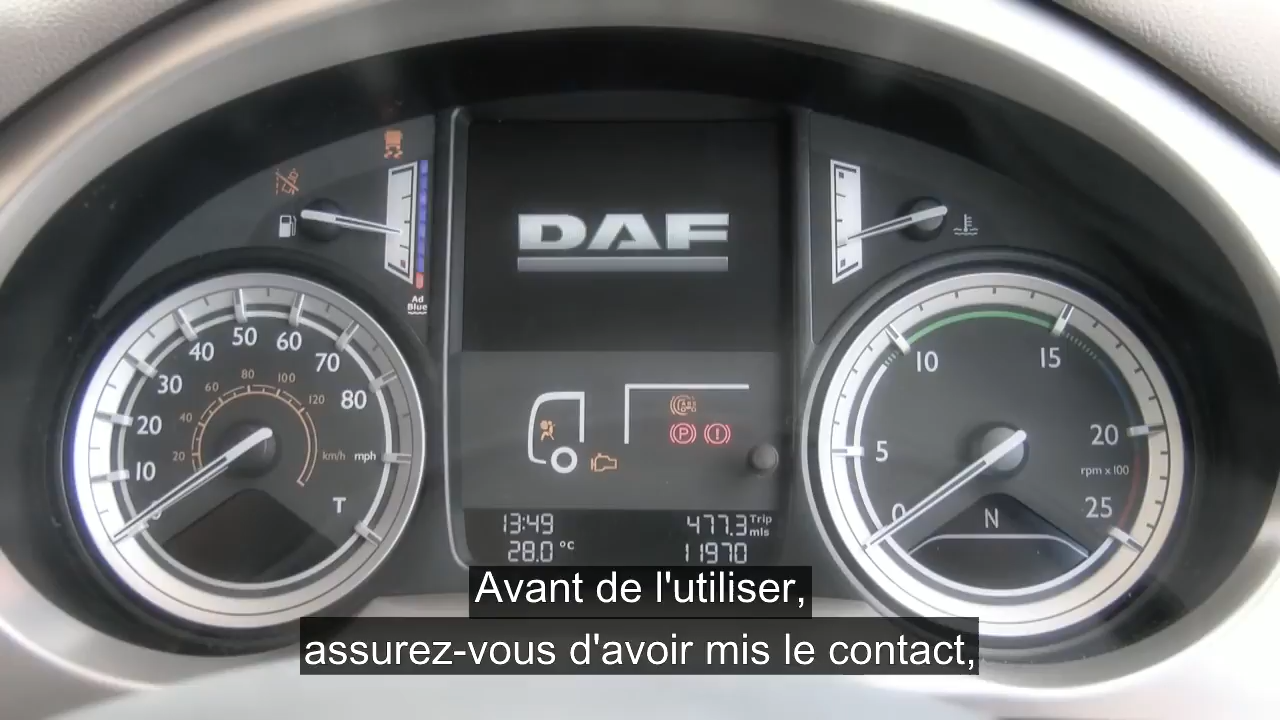 DAF
Ad
Blue
50
40
60
30
70
20
80
10
0
60
80
100
40
120
20
km/h mph
T
P
13:49
477.3 Trip
mls
28.0 °C
11970
10
15
5
20
rpm x 100
0
25
N
Avant de l'utiliser,
assurez-vous d'avoir mis le contact,